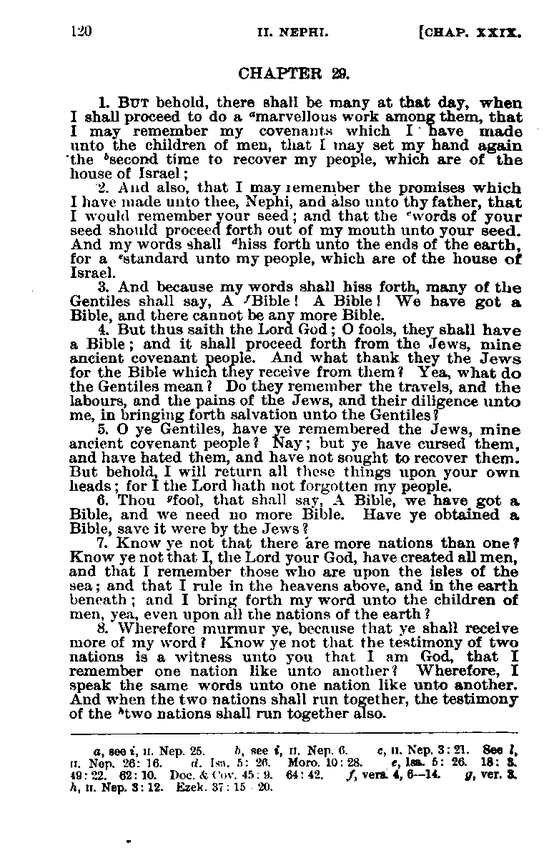 120 II. NEPHI. [CHAP. XXIX.
CHAPTER 29.
1. BUT behold, there shall be many at that day, when
I shall proceed to do a ᵃmarvellous work among them, that
I may remember my covenants which I have made
unto the children of men, that I may set my hand again
the ᵇsecond time to recover my people, which are of the
house of Israel;
2. And also, that I may remember the promises which
I have made unto thee, Nephi, and also unto thy father, that
I would remember your seed; and that the ᶜwords of your
seed should proceed forth out of my mouth unto your seed.
And my words shall ᵈhiss forth unto the ends of the earth,
for a ᵉstandard unto my people, which are of the house of
Israel.
3. And because my words shall hiss forth, many of the
Gentiles shall say, A ᶠBible! A Bible! We have got a
Bible, and there cannot be any more Bible.
4. But thus saith the Lord God; O fools, they shall have
a Bible; and it shall proceed forth from the Jews, mine
ancient covenant people. And what thank they the Jews
for the Bible which they receive from them? Yea, what do
the Gentiles mean? Do they remember the travels, and the
labours, and the pains of the Jews, and their diligence unto
me, in bringing forth salvation unto the Gentiles?
5. O ye Gentiles, have ye remembered the Jews, mine
ancient covenant people? Nay; but ye have cursed them,
and have hated them, and have not sought to recover them.
But behold, I will return all these things upon your own
heads; for I the Lord hath not forgotten my people.
6. Thou ᵍfool, that shall say, A Bible, we have got a
Bible, and we need no more Bible. Have ye obtained a
Bible, save it were by the Jews?
7. Know ye not that there are more nations than one?
Know ye not that I, the Lord your God, have created all men,
and that I remember those who are upon the isles of the
sea; and that I rule in the heavens above, and in the earth
beneath; and I bring forth my word unto the children of
men, yea, even upon all the nations of the earth?
8. Wherefore murmur ye, because that ye shall receive
more of my word? Know ye not that the testimony of two
nations is a witness unto you that I am God, that I
remember one nation like unto another? Wherefore, I
speak the same words unto one nation like unto another.
And when the two nations shall run together, the testimony
of the ʰtwo nations shall run together also.
a, see i, II. Nep. 25. b, see i, II. Nep. 6. c, II. Nep. 3:21. See l,
II. Nep. 26: 16. d. Isa. 5: 26. Moro. 10: 28. e, Isa. 5: 26. 18: 3.
49: 22. 62: 10. Doc. & Cov. 45: 9. 64: 42. f, vers. 4, 6—14. g, ver. 3.
h, II. Nep. 3: 12. Ezek. 37: 15 20.